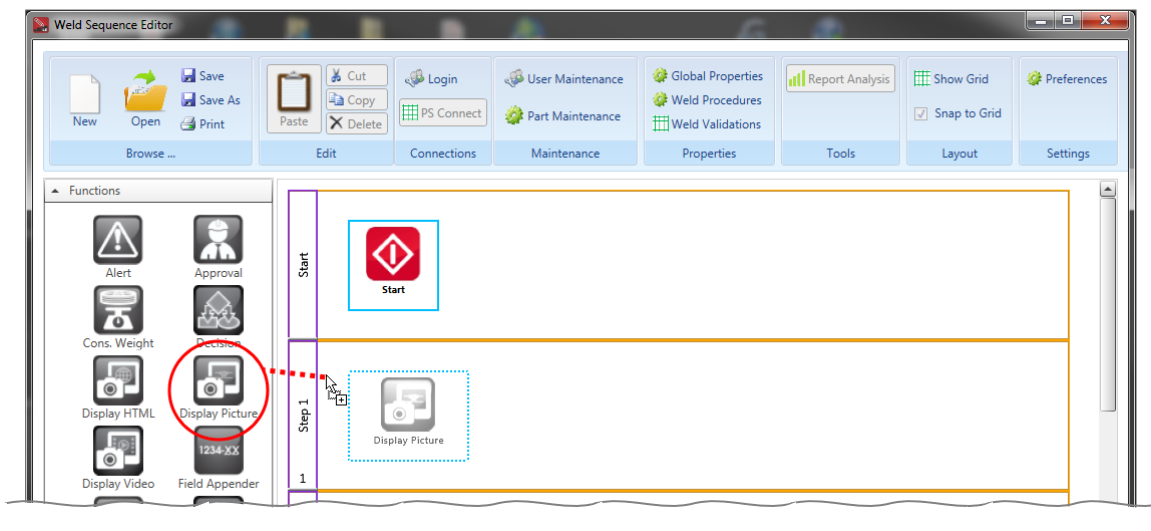 Weld Sequence Editor
New
Open
Save
Save As
Print
Browse ...
Paste
Cut
Copy
Delete
Edit
Login
PS Connect
Connections
User Maintenance
Part Maintenance
Maintenance
Global Properties
Weld Procedures
Weld Validations
Properties
Report Analysis
Tools
Show Grid
Snap to Grid
Layout
Preferences
Settings
Functions
Alert
Approval
Cons. Weight
Decision
Display HTML
Display Picture
Display Video
1234-XX
Field Appender
Start
Start
Step 1
1
Display Picture